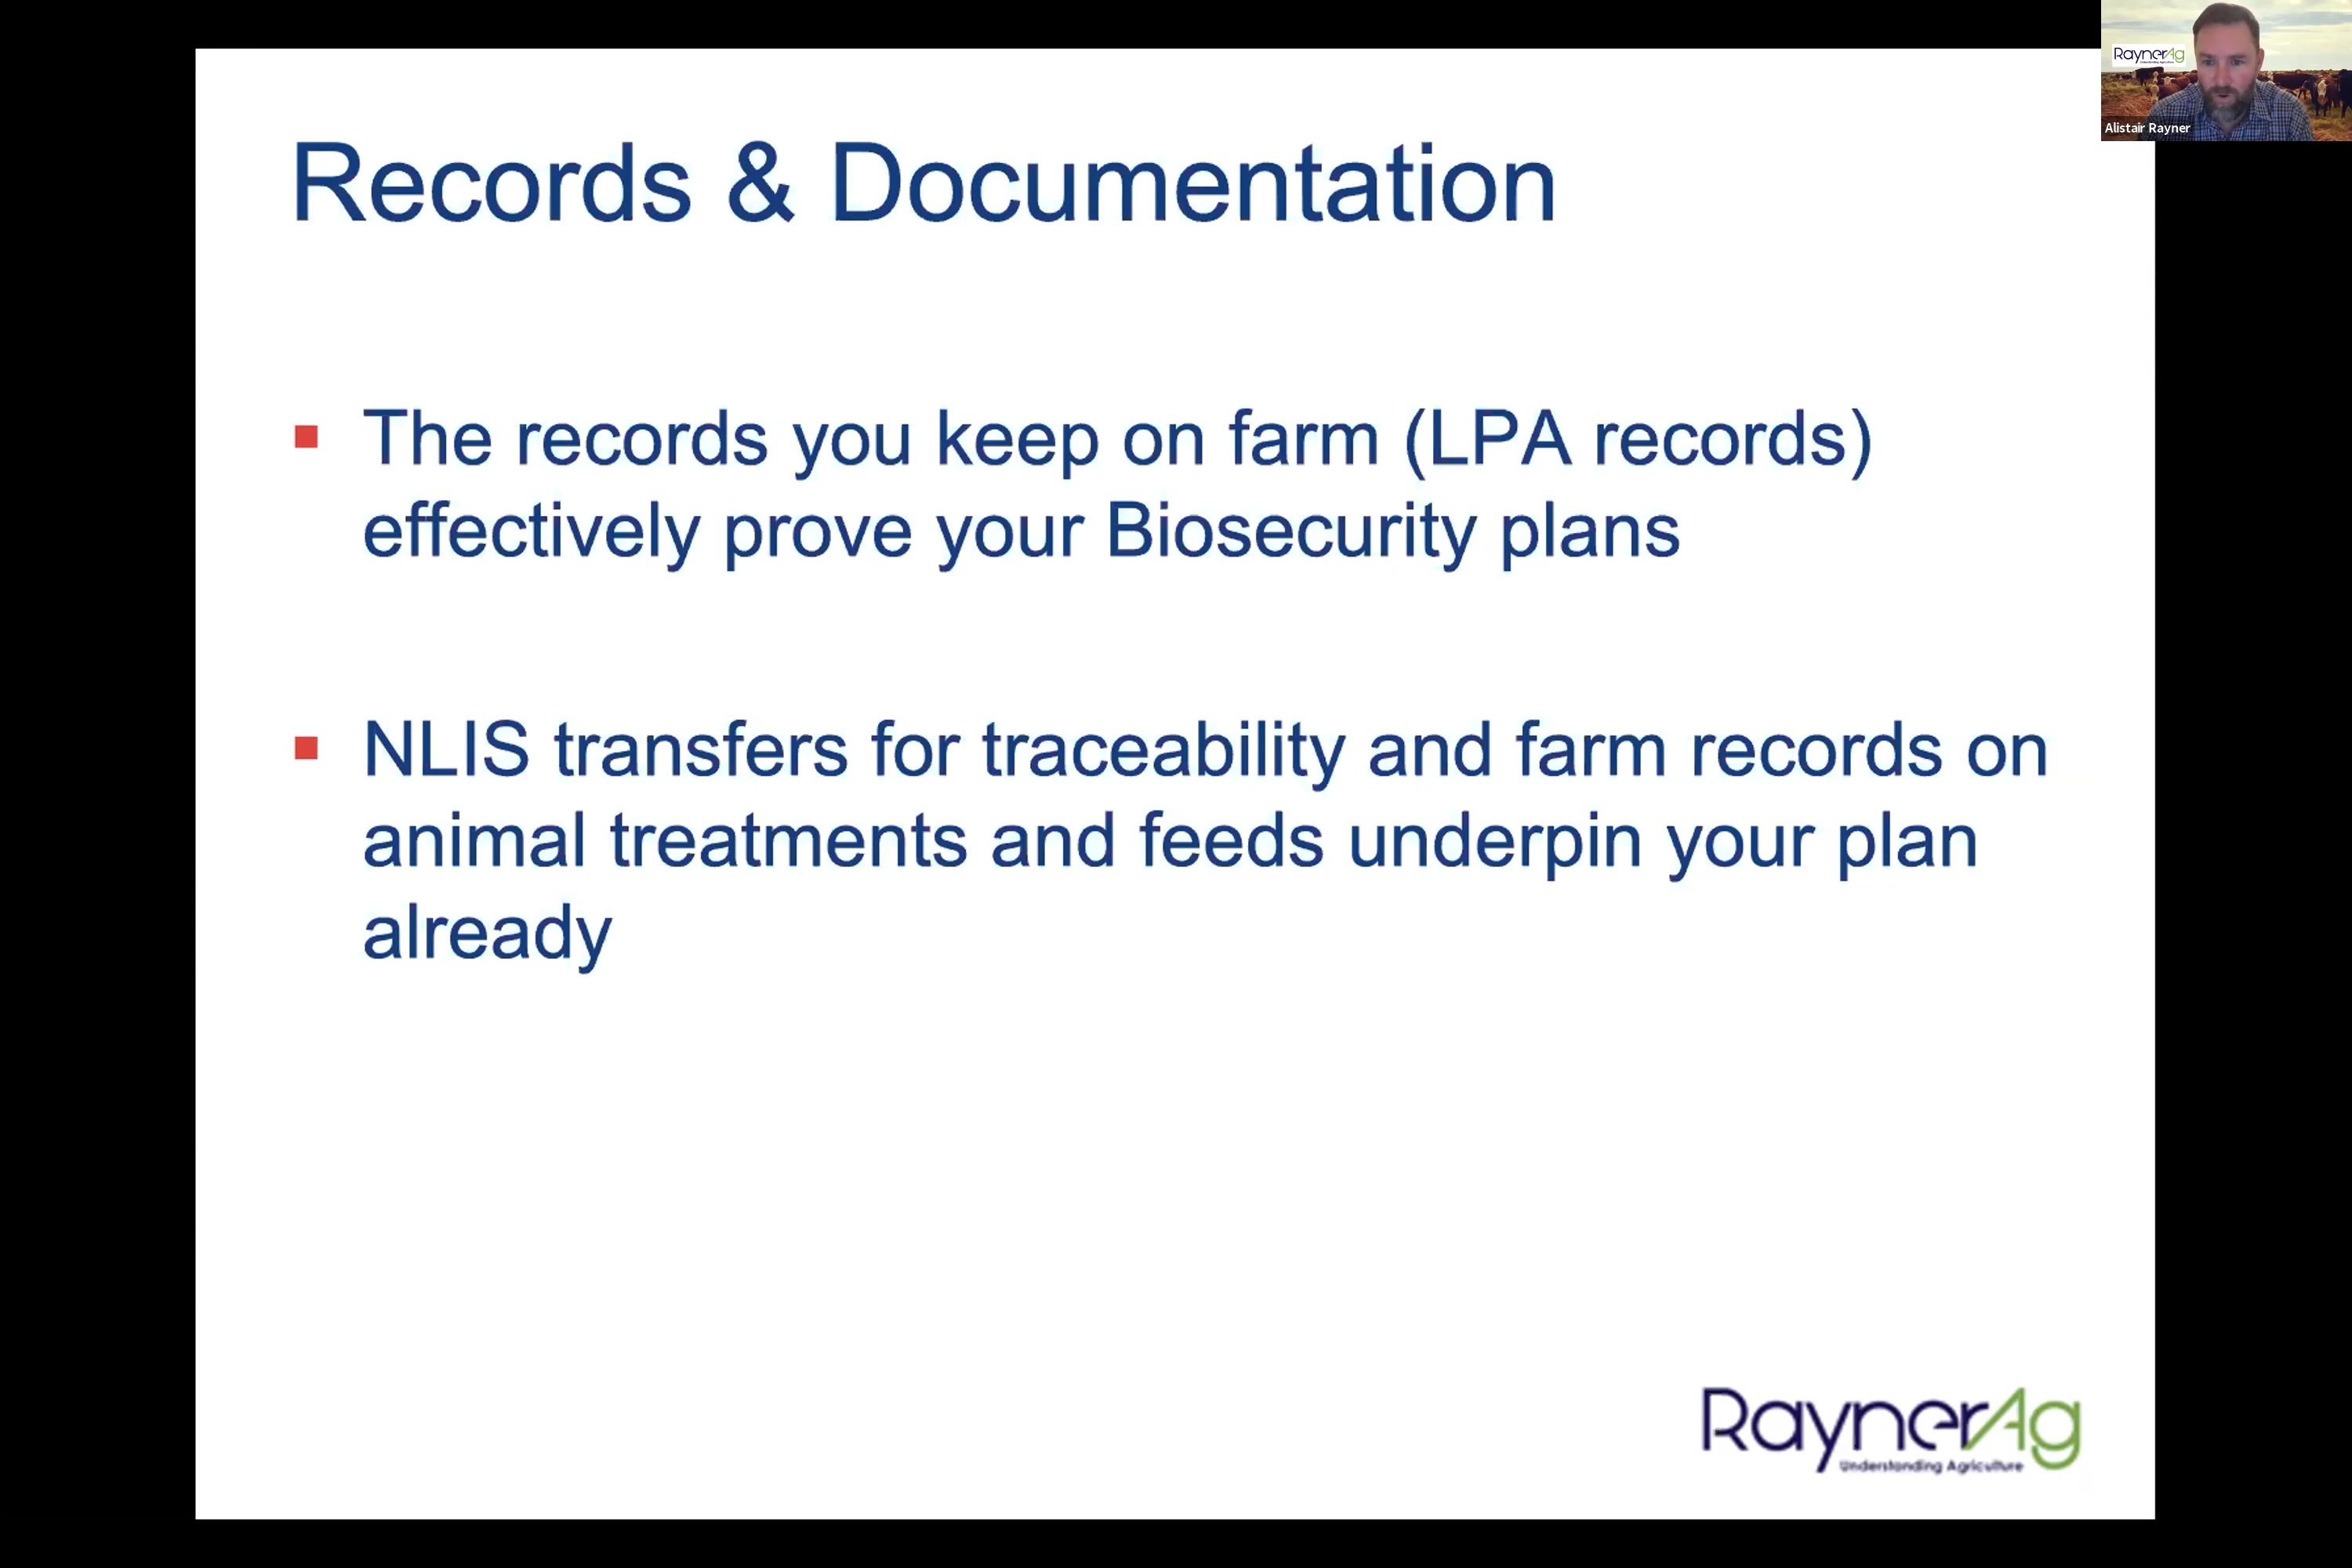 Records & Documentation
The records you keep on farm (LPA records)
effectively prove your Biosecurity plans
NLIS transfers for traceability and farm records on
animal treatments and feeds underpin your plan
already
RaynerAg
Understanding Agriculture
RaynerAg
Alistair Rayner